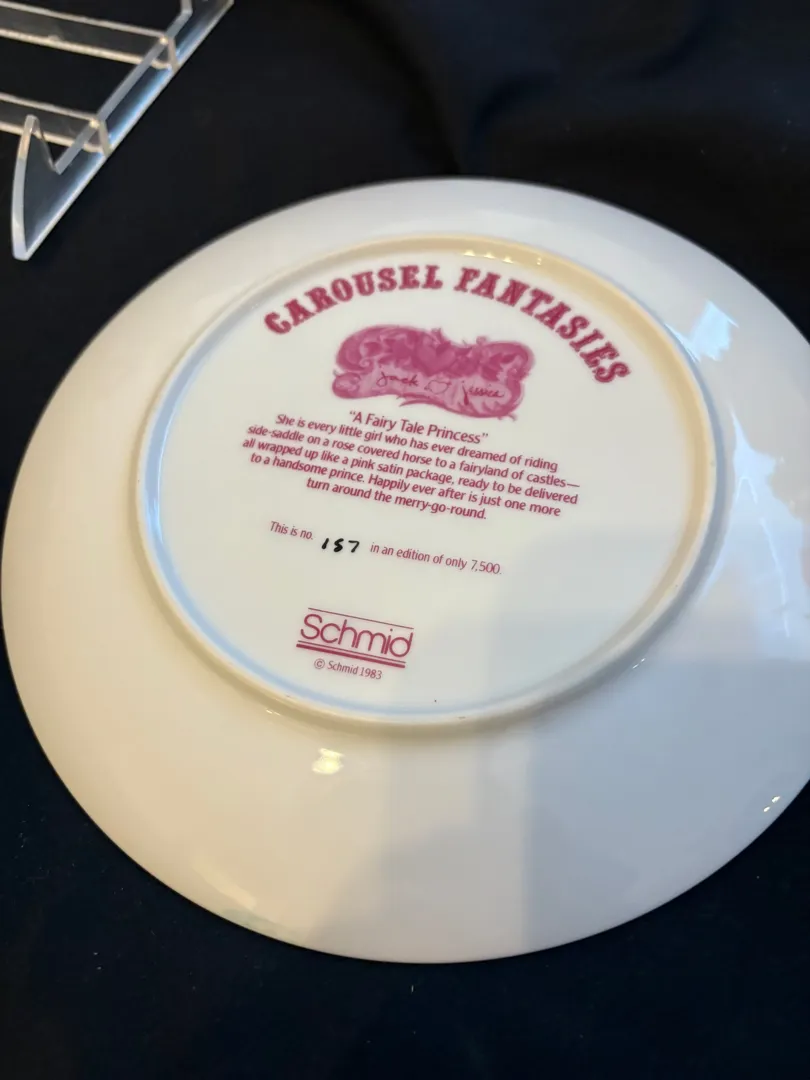 CAROUSEL FANTASIES
Jack Jessica
"A Fairy Tale Princess"
She is every little girl who has ever dreamed of riding
side-saddle on a rose covered horse to a fairyland of castles—
all wrapped up like a pink satin package, ready to be delivered
to a handsome prince. Happily ever after is just one more
turn around the merry-go-round.
This is no. 157 in an edition of only 7,500.
Schmid
© Schmid 1983